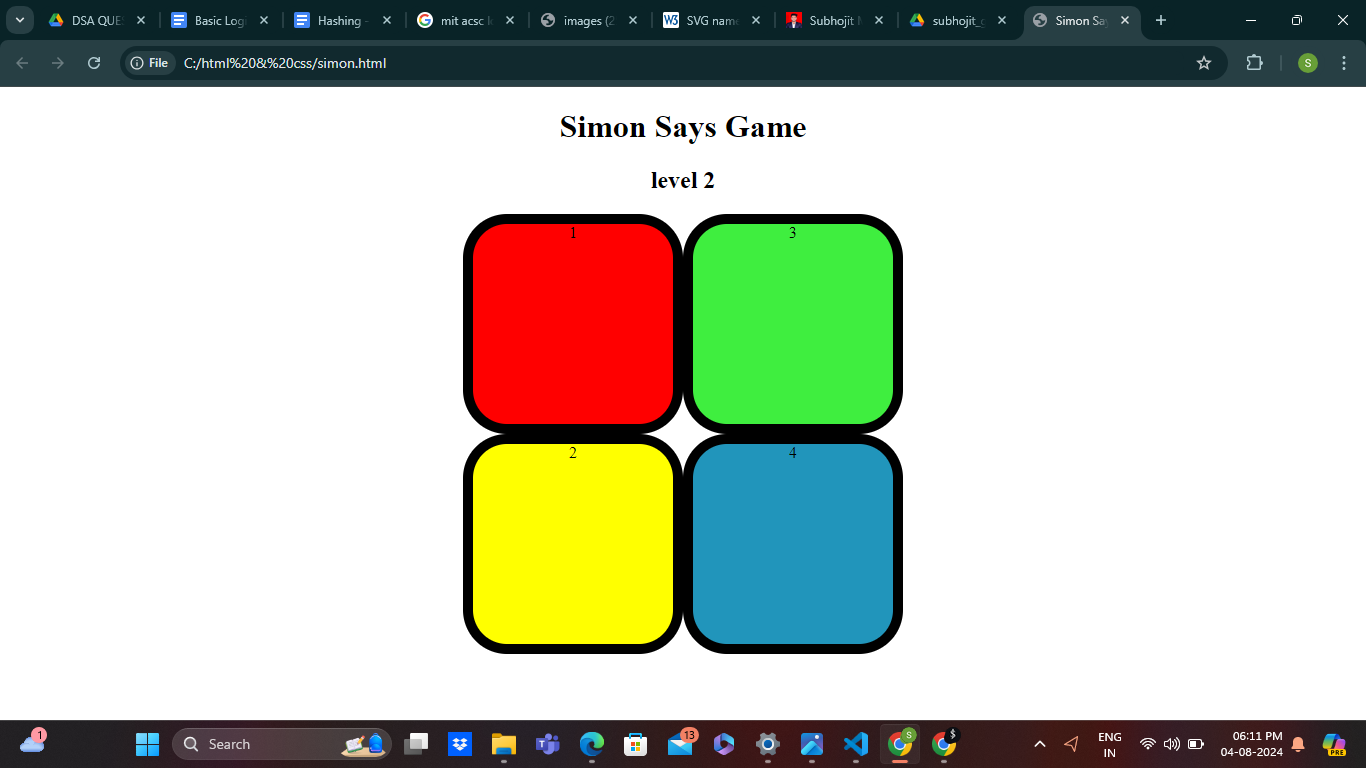 DSA QUE
Basic Logi
Hashing -
mit acsc k
images (2
SVG name
Subhojit M
subhojit_c
Simon Say
File
C:/html%20&%20css/simon.html
S
Simon Says Game
level 2
1
3
2
4
1
Search
13
S
$
ENG
IN
06:11 PM
04-08-2024
PRE